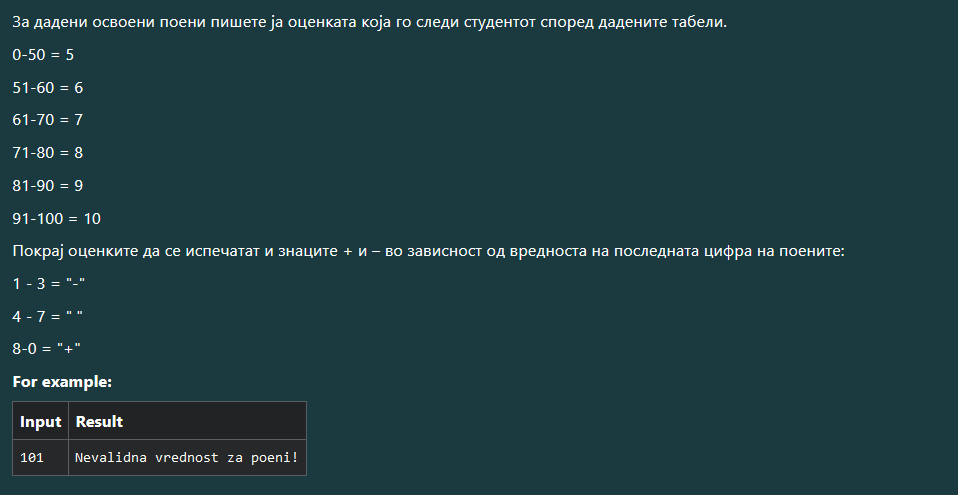 За дадени освоени поени пишете ја оценката која го следи студентот според дадените табели.
0-50 = 5
51-60 = 6
61-70 = 7
71-80 = 8
81-90 = 9
91-100 = 10
Покрај оценките да се испечатат и знаците + и – во зависност од вредноста на последната цифра на поените:
1 - 3 = "-"
4 - 7 = " "
8-0 = "+"
For example:
Input Result
101 Nevalidna vrednost za poeni!